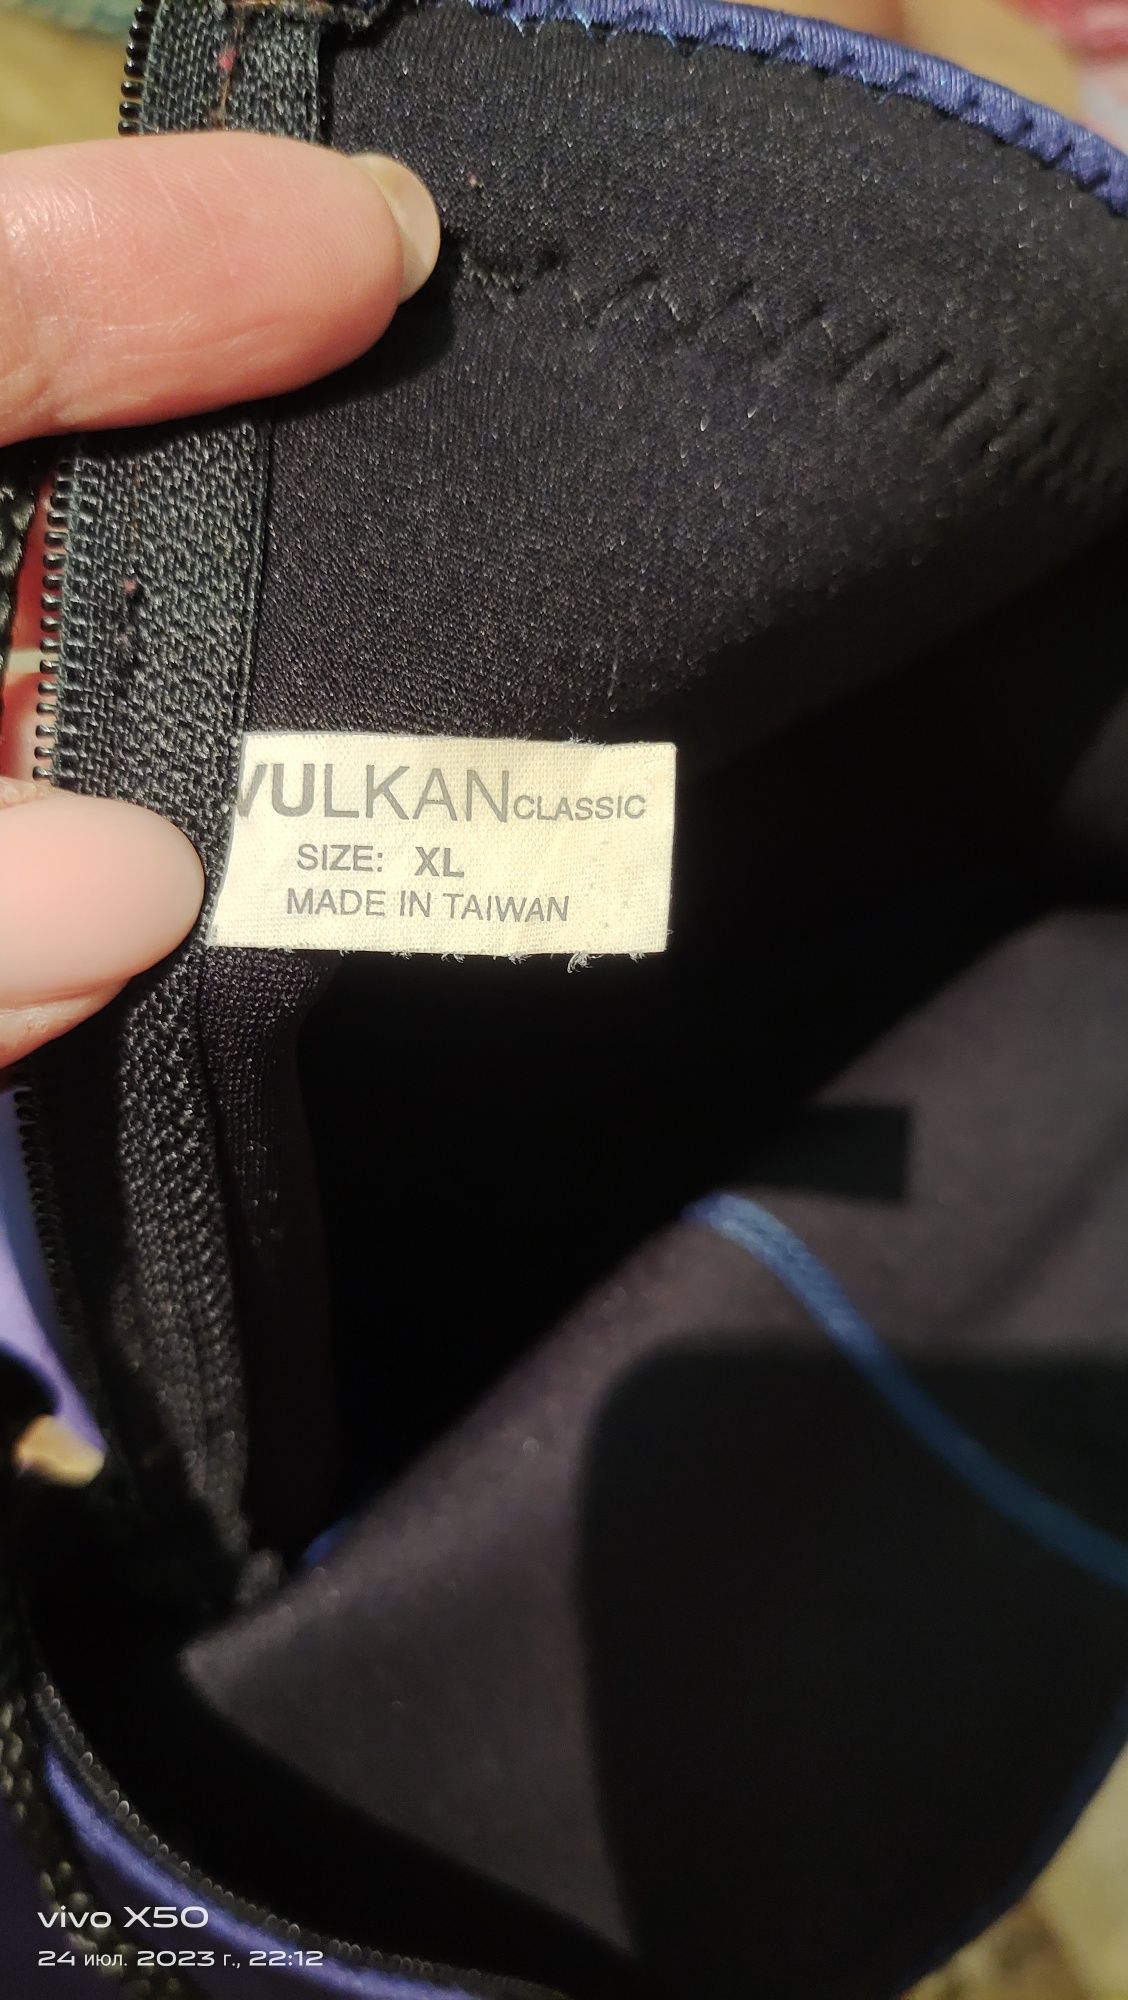 VULKAN CLASSIC
SIZE: XL
MADE IN TAIWAN
vivo X50
24 июл. 2023 г., 22:12